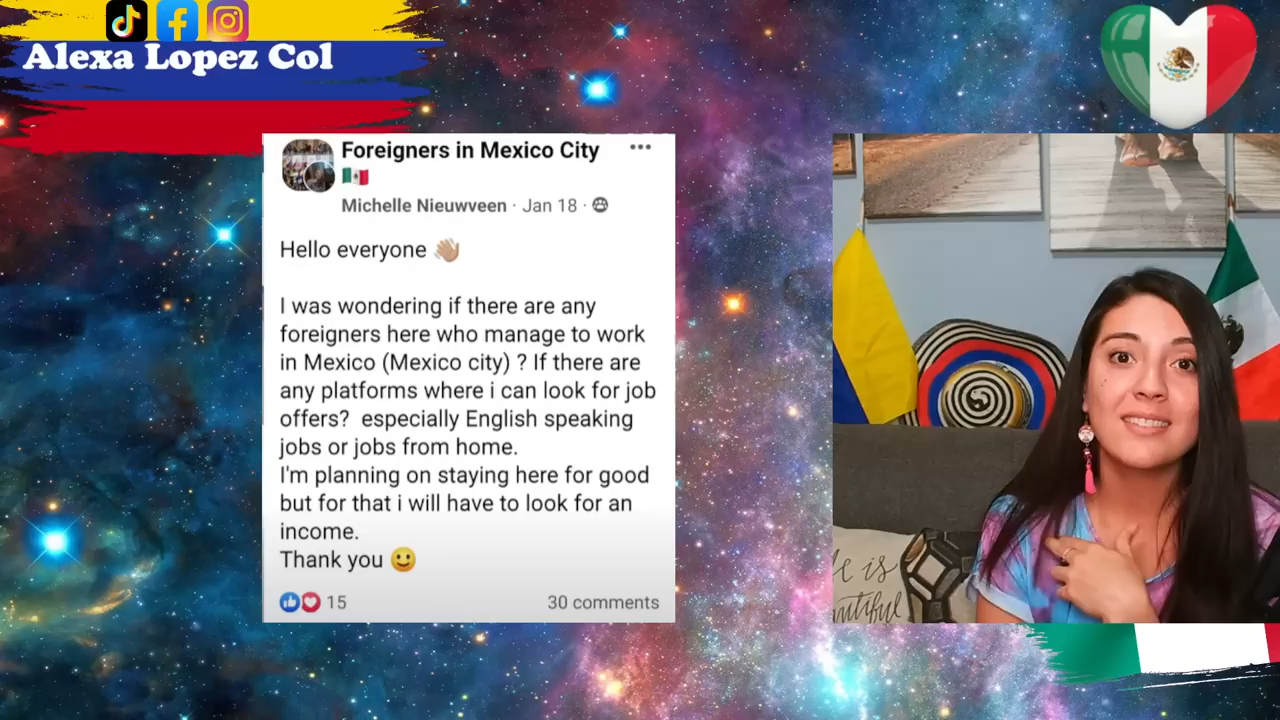 Alexa Lopez Col
Foreigners in Mexico City
🇲🇽
Michelle Nieuwveen · Jan 18 ·
Hello everyone 👋🏼
I was wondering if there are any
foreigners here who manage to work
in Mexico (Mexico city) ? If there are
any platforms where i can look for job
offers?  especially English speaking
jobs or jobs from home.
I'm planning on staying here for good
but for that i will have to look for an
income.
Thank you 🙂
15
30 comments
is